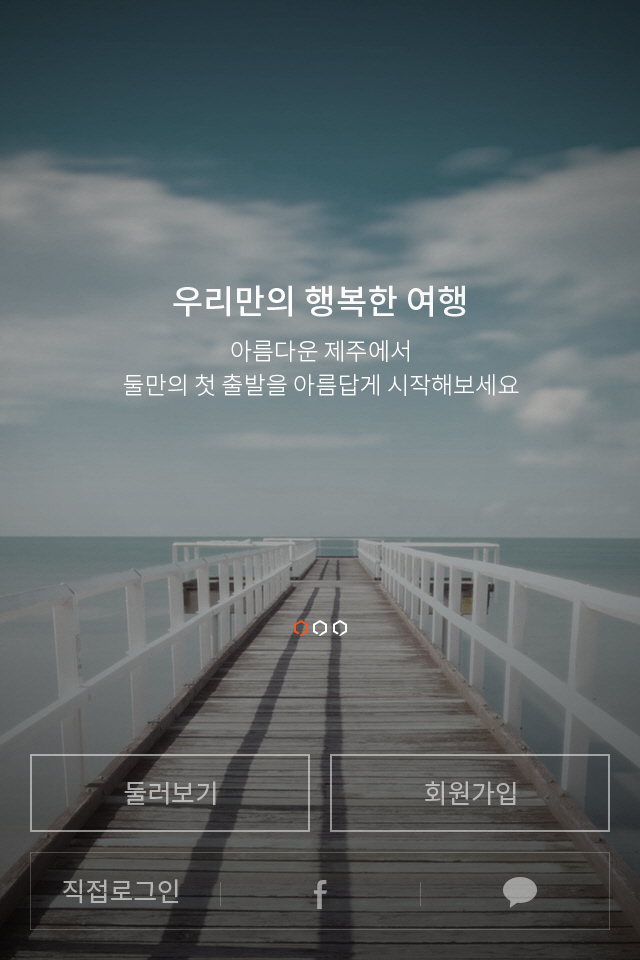 우리만의 행복한 여행
아름다운 제주에서
둘만의 첫 출발을 아름답게 시작해보세요
둘러보기
회원가입
직접로그인